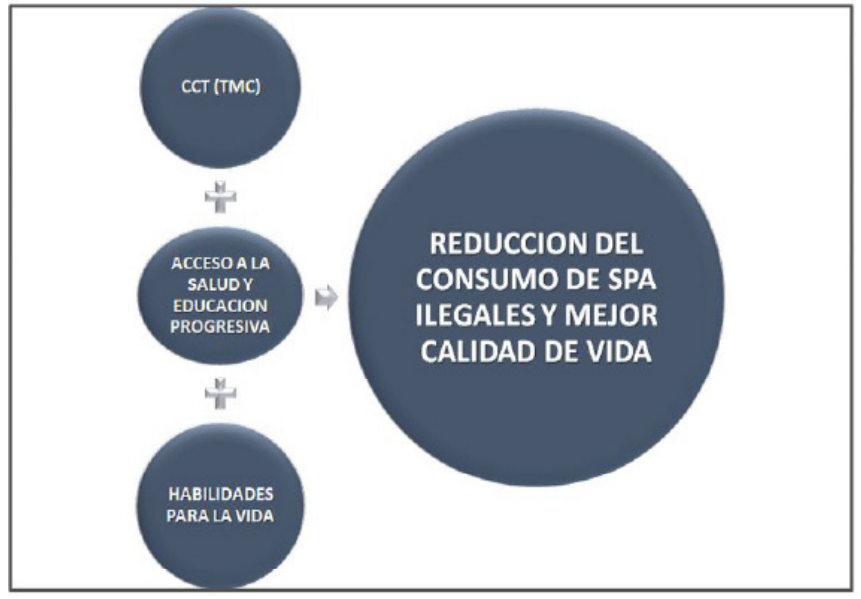 CCT (TMC)
ACCESO A LA
SALUD Y
EDUCACION
PROGRESIVA
HABILIDADES
PARA LA VIDA
REDUCCION DEL
CONSUMO DE SPA
ILEGALES Y MEJOR
CALIDAD DE VIDA